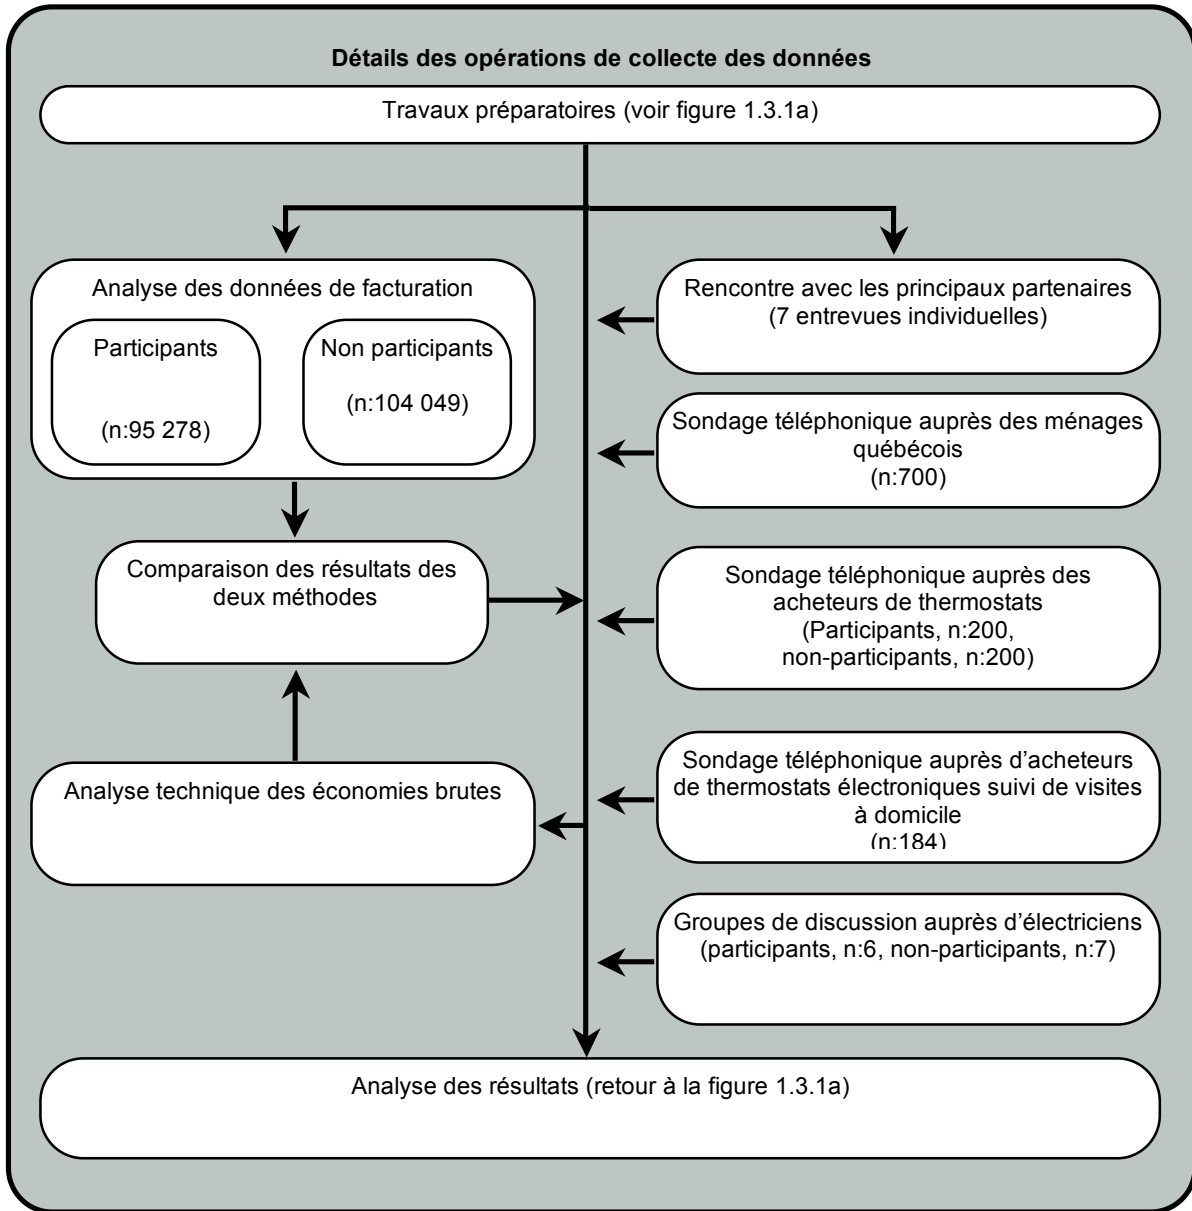 Détails des opérations de collecte des données
Travaux préparatoires (voir figure 1.3.1a)
Analyse des données de facturation
Participants
(n:95 278)
Non participants
(n:104 049)
Comparaison des résultats des
deux méthodes
Analyse technique des économies brutes
Rencontre avec les principaux partenaires
(7 entrevues individuelles)
Sondage téléphonique auprès des ménages
québécois
(n:700)
Sondage téléphonique auprès des
acheteurs de thermostats
(Participants, n:200,
non-participants, n:200)
Sondage téléphonique auprès d’acheteurs
de thermostats électroniques suivi de visites
à domicile
(n:184)
Groupes de discussion auprès d’électriciens
(participants, n:6, non-participants, n:7)
Analyse des résultats (retour à la figure 1.3.1a)